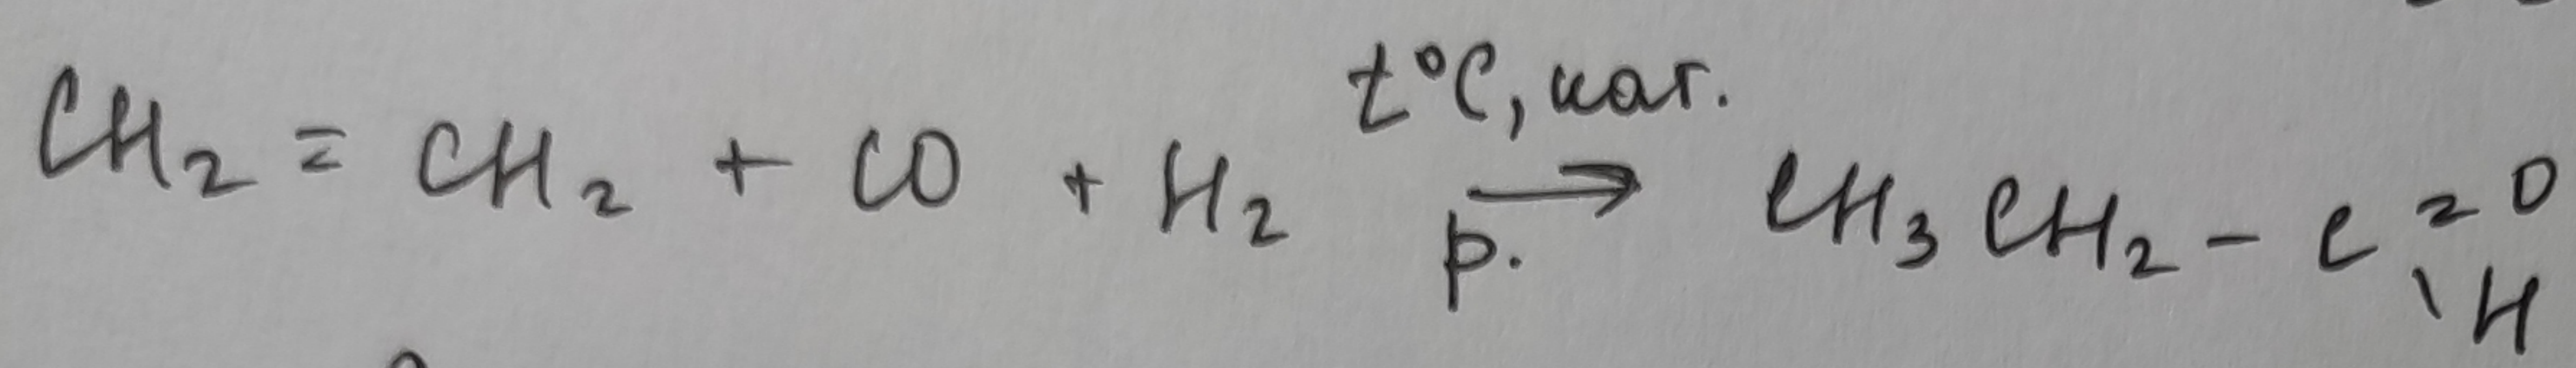 t°C, кат.
CH₂ = CH₂ + CO + H₂ → CH₃CH₂ - C = O
p.
\ H